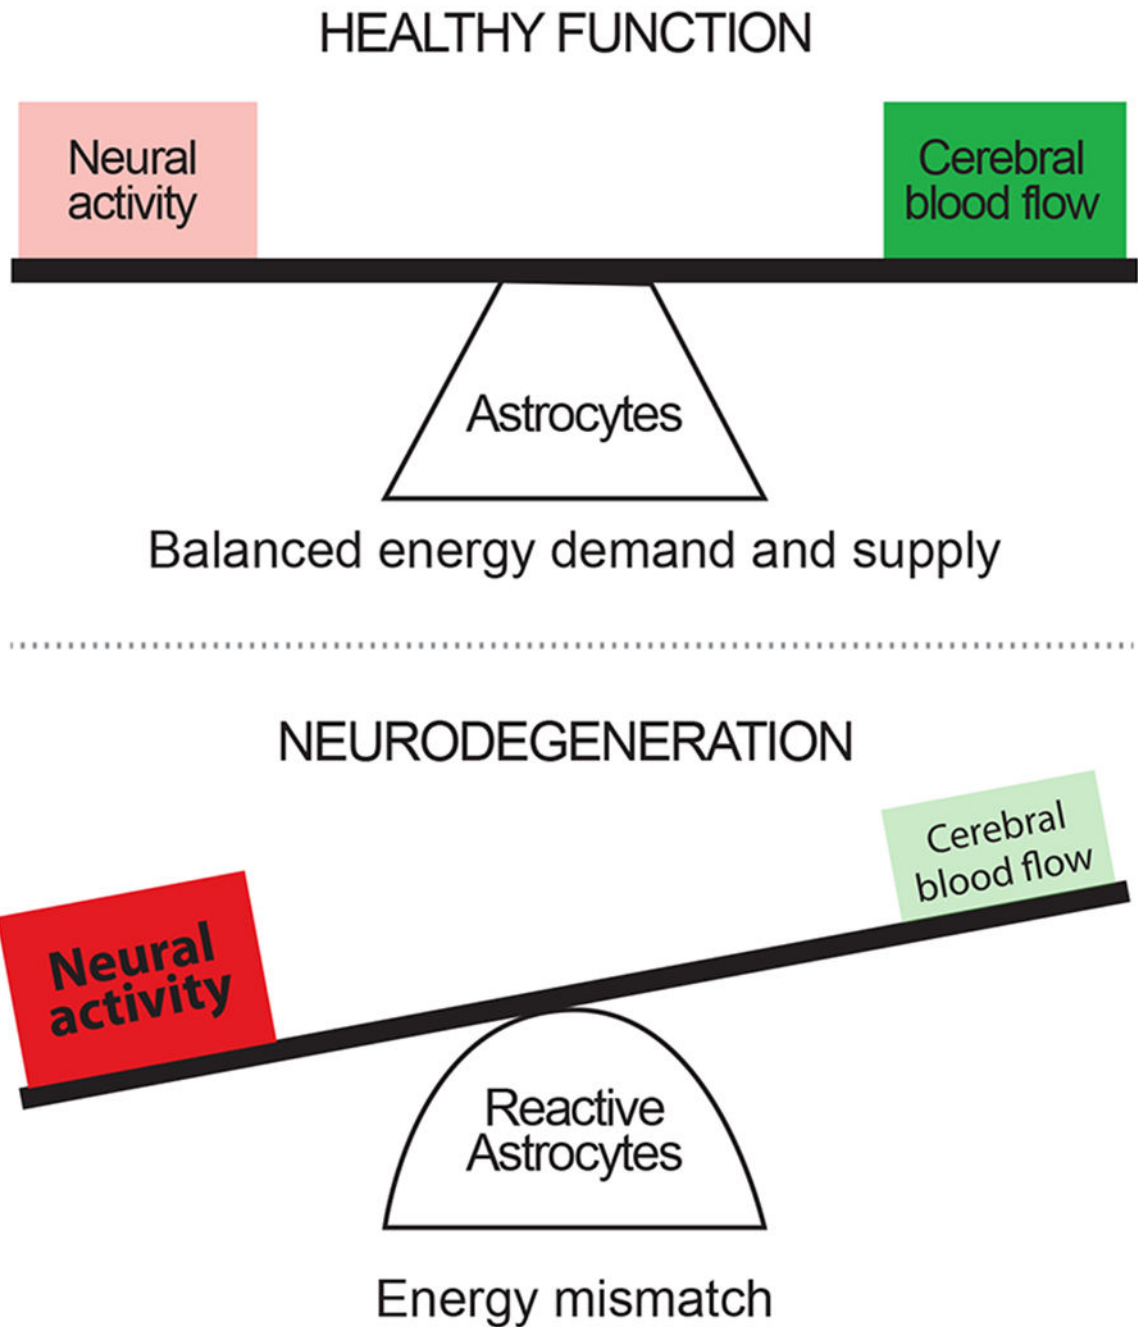 HEALTHY FUNCTION
Neural
activity
Cerebral
blood flow
Astrocytes
Balanced energy demand and supply
NEURODEGENERATION
Cerebral
blood flow
Neural
activity
Reactive
Astrocytes
Energy mismatch